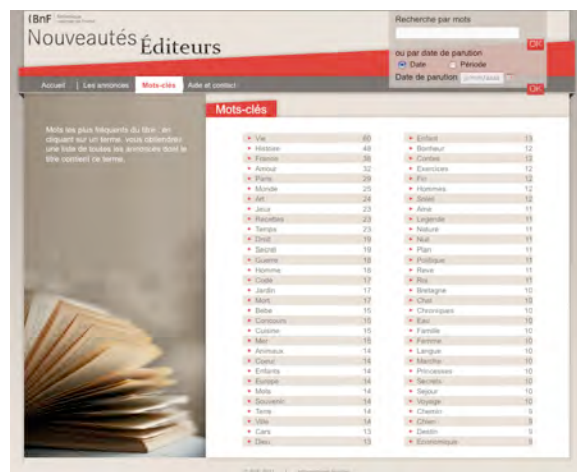 {BnF
Nouveautés Éditeurs
Recherche par mots
OK
ou par date de parution
Date Période
Date de parution jj/mm/aaaa
OK
Accueil | Les annonces Mots-clés Aide et contact
Mots-clés
Mots les plus fréquents du titre : en
cliquant sur un terme, vous obtiendrez
une liste de toutes les annonces dont le
titre contient ce terme.
Vie 60
Histoire 48
France 38
Amour 32
Paris 29
Monde 25
Art 24
Jeux 23
Recettes 23
Temps 23
Droit 19
Secret 19
Guerre 18
Homme 18
Code 17
Jardin 17
Mort 17
Bebe 15
Concours 15
Cuisine 15
Mer 15
Animaux 14
Coeur 14
Enfants 14
Europe 14
Mots 14
Souvenir 14
Terre 14
Ville 14
Cars 13
Dieu 13
Enfant 13
Bonheur 12
Contes 12
Exercices 12
Fin 12
Hommes 12
Soleil 12
Ame 11
Legende 11
Nature 11
Nuit 11
Plan 11
Politique 11
Reve 11
Roi 11
Bretagne 10
Chat 10
Chroniques 10
Eau 10
Famille 10
Femme 10
Langue 10
Marche 10
Princesses 10
Secrets 10
Sejour 10
Voyage 10
Chemin 9
Chien 9
Destin 9
Economique 9